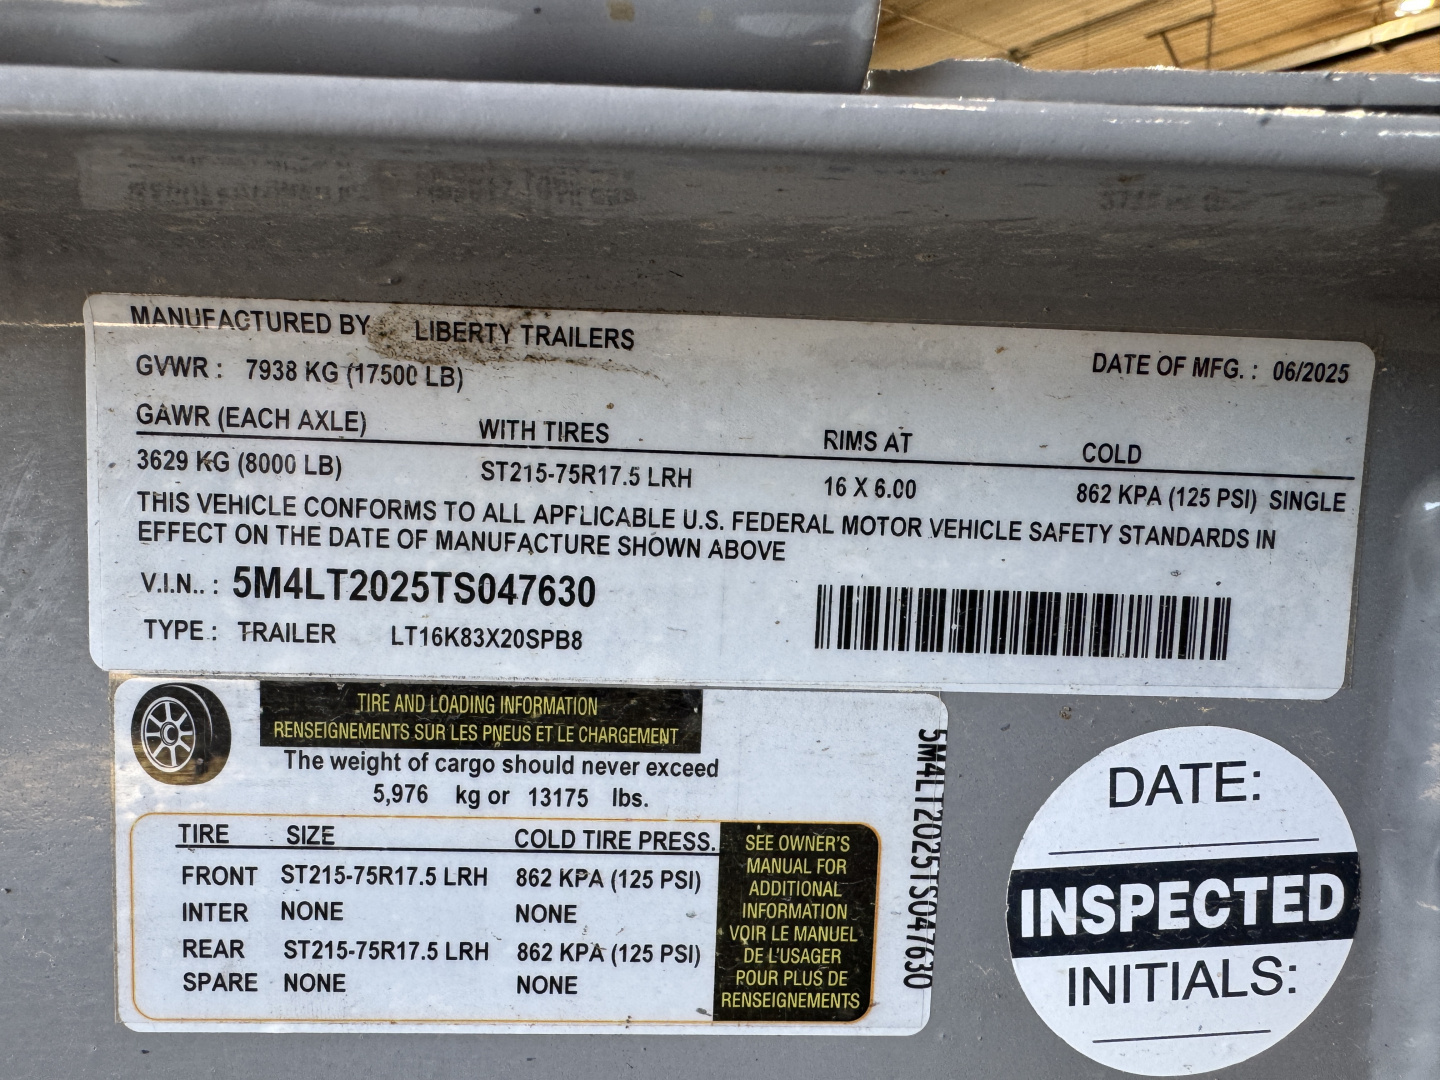 MANUFACTURED BY LIBERTY TRAILERS
GVWR : 7938 KG (17500 LB) DATE OF MFG. : 06/2025
GAWR (EACH AXLE) WITH TIRES RIMS AT COLD
3629 KG (8000 LB) ST215-75R17.5 LRH 16 X 6.00 862 KPA (125 PSI) SINGLE
THIS VEHICLE CONFORMS TO ALL APPLICABLE U.S. FEDERAL MOTOR VEHICLE SAFETY STANDARDS IN
EFFECT ON THE DATE OF MANUFACTURE SHOWN ABOVE
V.I.N.. : 5M4LT2025TS047630
TYPE : TRAILER LT16K83X20SPB8
TIRE AND LOADING INFORMATION
RENSEIGNEMENTS SUR LES PNEUS ET LE CHARGEMENT
The weight of cargo should never exceed
5,976 kg or 13175 lbs.
TIRE SIZE COLD TIRE PRESS.
FRONT ST215-75R17.5 LRH 862 KPA (125 PSI)
INTER NONE NONE
REAR ST215-75R17.5 LRH 862 KPA (125 PSI)
SPARE NONE NONE
SEE OWNER'S
MANUAL FOR
ADDITIONAL
INFORMATION
VOIR LE MANUEL
DE L'USAGER
POUR PLUS DE
RENSEIGNEMENTS
5M4LT2025TS047630
DATE:
INSPECTED
INITIALS: